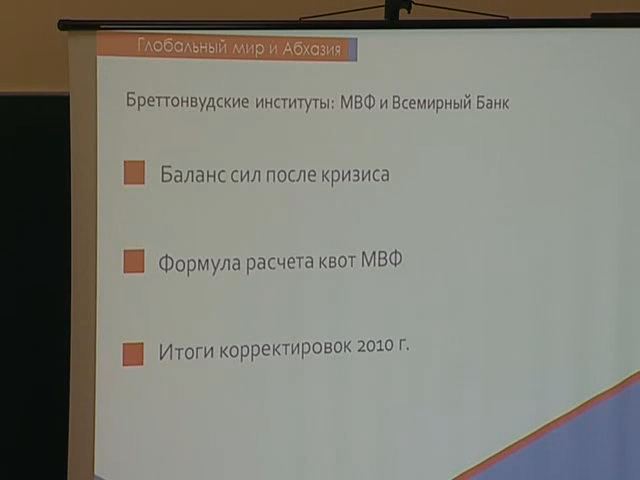 Глобальный мир и Абхазия
Бреттонвудские институты: МВФ и Всемирный Банк
Баланс сил после кризиса
Формула расчета квот МВФ
Итоги корректировок 2010 г.